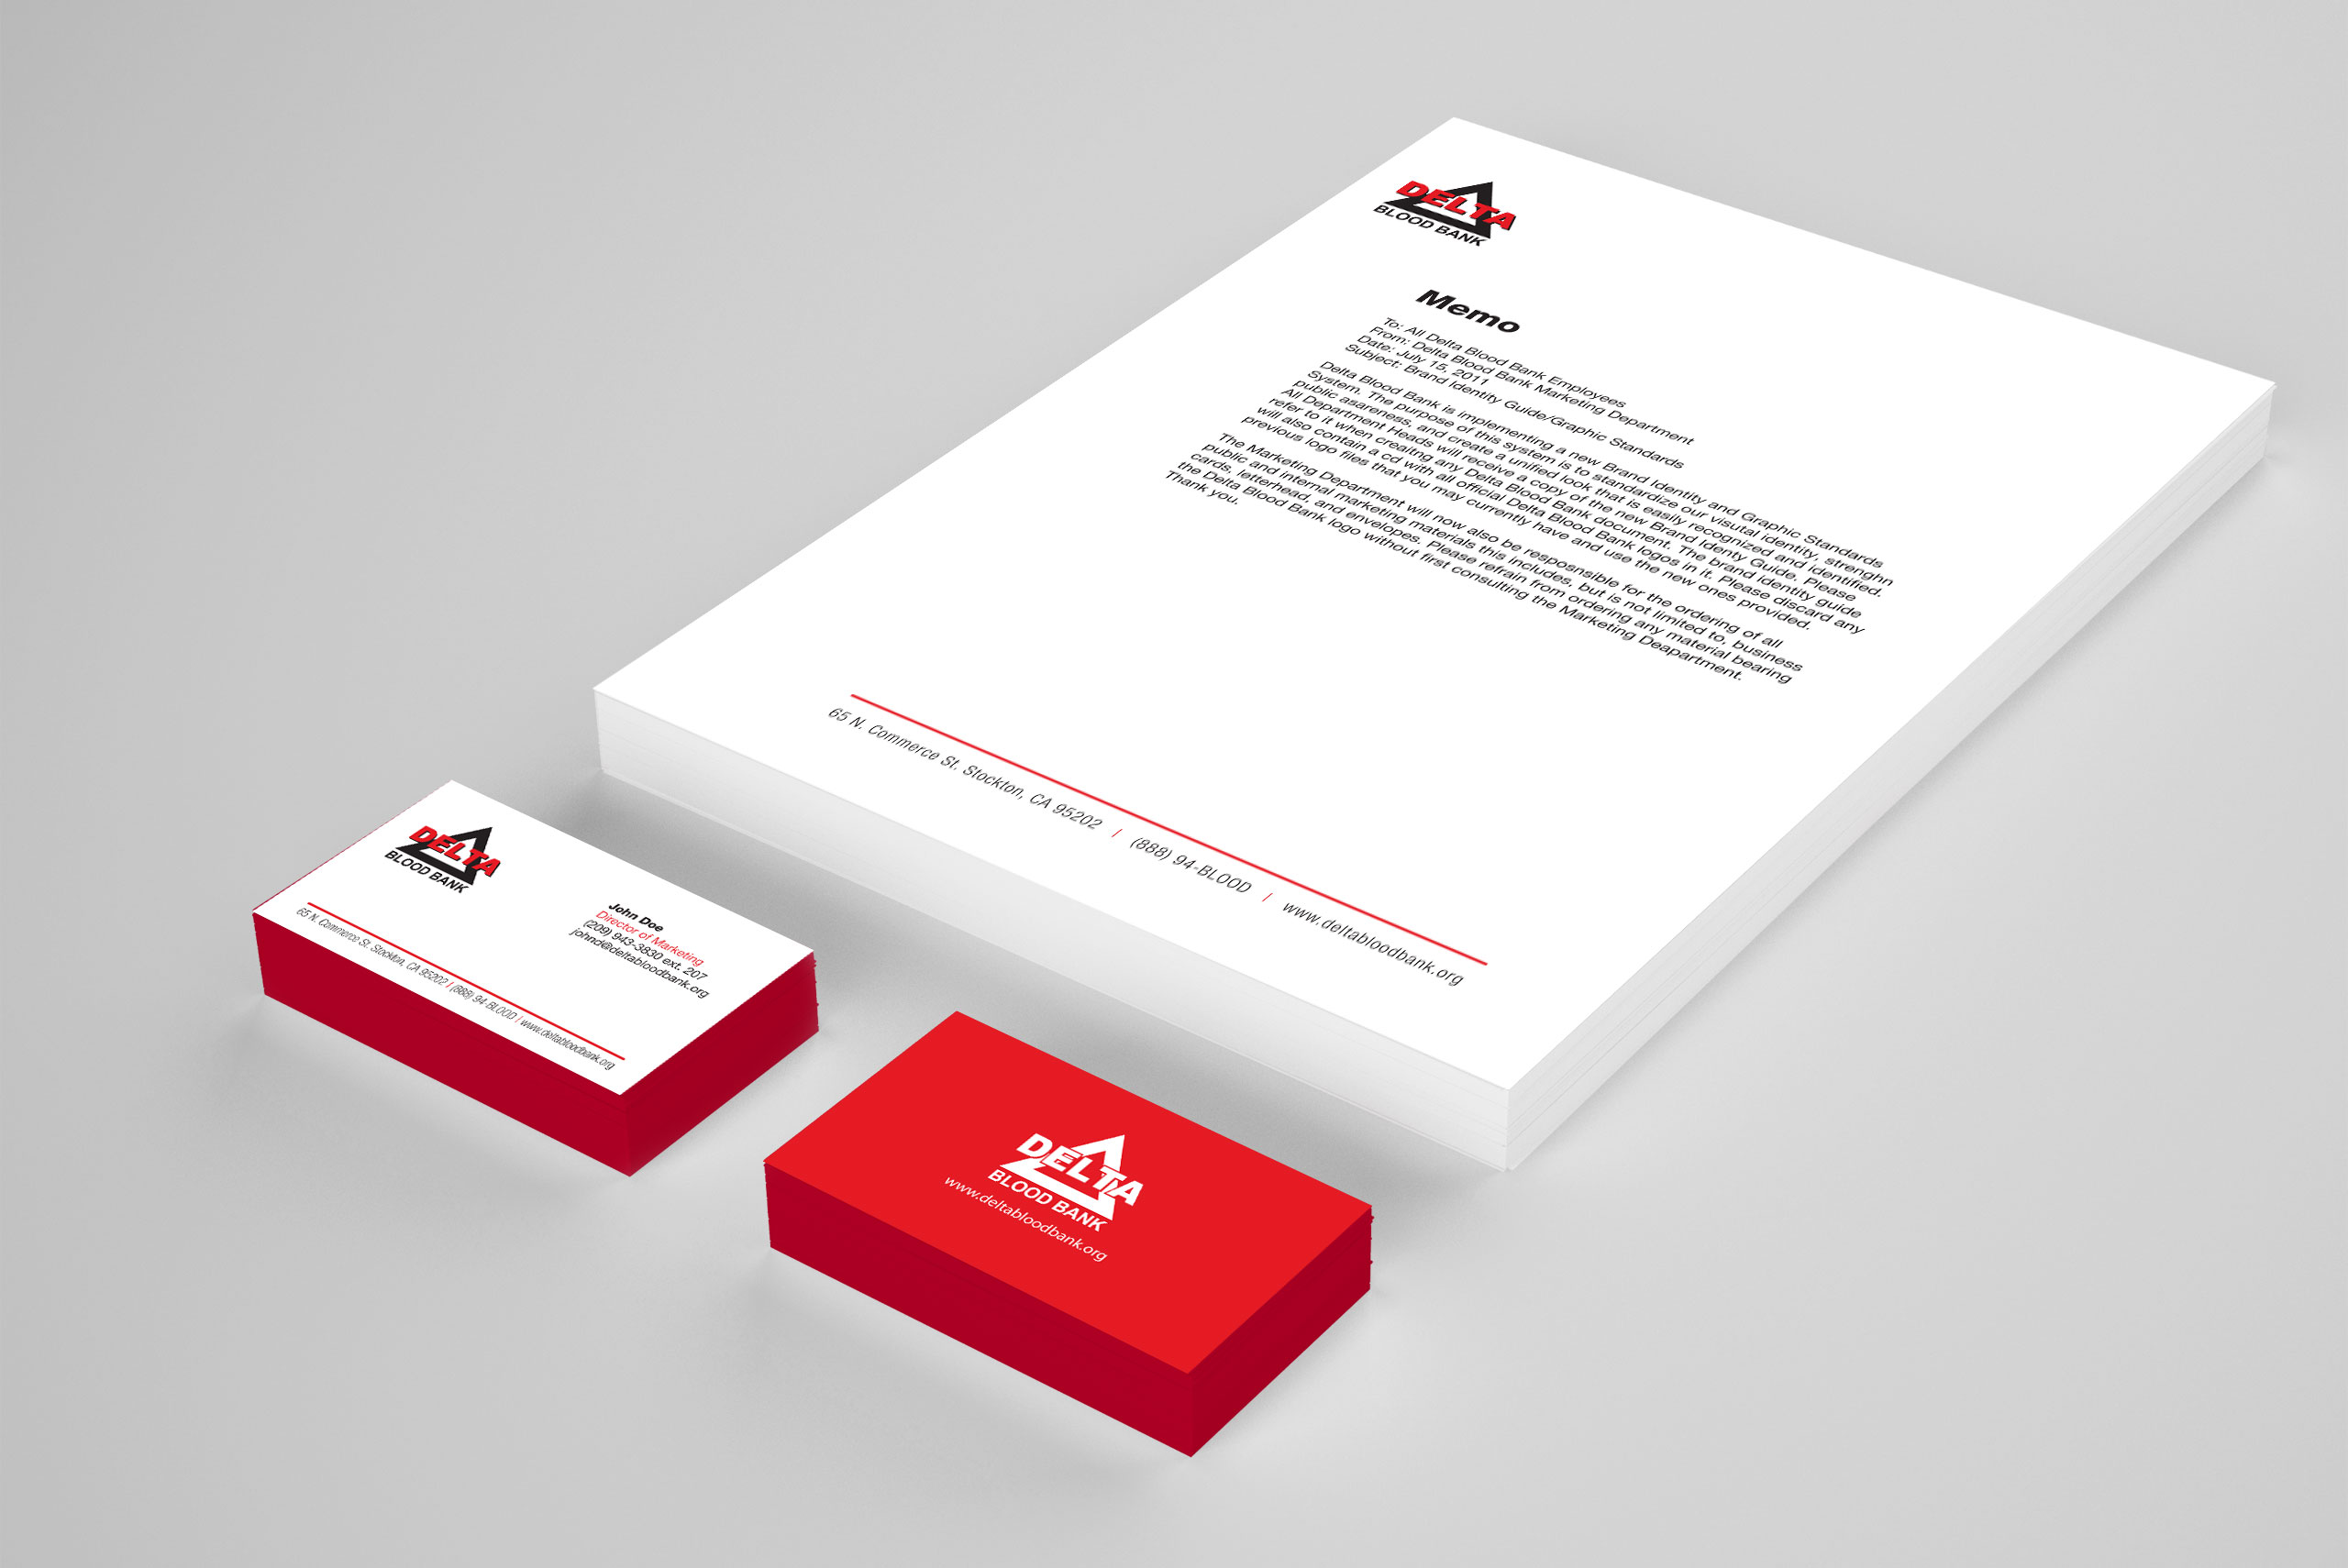 DELTA
BLOOD BANK
Memo
To: All Delta Blood Bank Employees
From: Delta Blood Bank Marketing Department
Date: July 15, 2011
Subject: Brand Identity Guide/Graphic Standards
Delta Blood Bank is implementing a new Brand Identity and Graphic Standards
System. The purpose of this system is to standardize our visutal identity, strenghn
public asareness, and create a unified look that is easily recognized and identified.
All Department Heads will receive a copy of the new Brand Identy Guide. Please
refer to it when creaitng any Delta Blood Bank document. The brand identity guide
will also contain a cd with all official Delta Blood Bank logos in it. Please discard any
previous logo files that you may currently have and use the new ones provided.
The Marketing Department will now also be resposnsible for the ordering of all
public and internal marketing materials this includes, but is not limited to, business
cards, letterhead, and envelopes. Please refrain from ordering any material bearing
the Delta Blood Bank logo without first consulting the Marketing Deapartment.
Thank you.
65 N. Commerce St. Stockton, CA 95202 | (888) 94-BLOOD | www.deltabloodbank.org
DELTA
BLOOD BANK
John Doe
Director of Marketing
(209) 943-3830 ext. 207
johnd@deltabloodbank.org
65 N. Commerce St. Stockton, CA 95202 | (888) 94-BLOOD | www.deltabloodbank.org
DELTA
BLOOD BANK
www.deltabloodbank.org